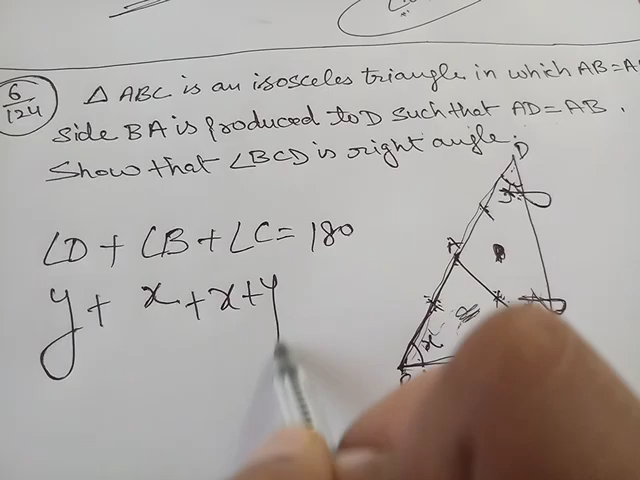 6
124
△ ABC is an isosceles triangle in which AB = A
side BA is produced to D such that AD = AB.
Show that ∠BCD is a right angle.
D
∠D + ∠B + ∠C = 180
y
A
y + x + x + y
x